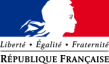 Liberté • Égalité • Fraternité
RÉPUBLIQUE FRANÇAISE